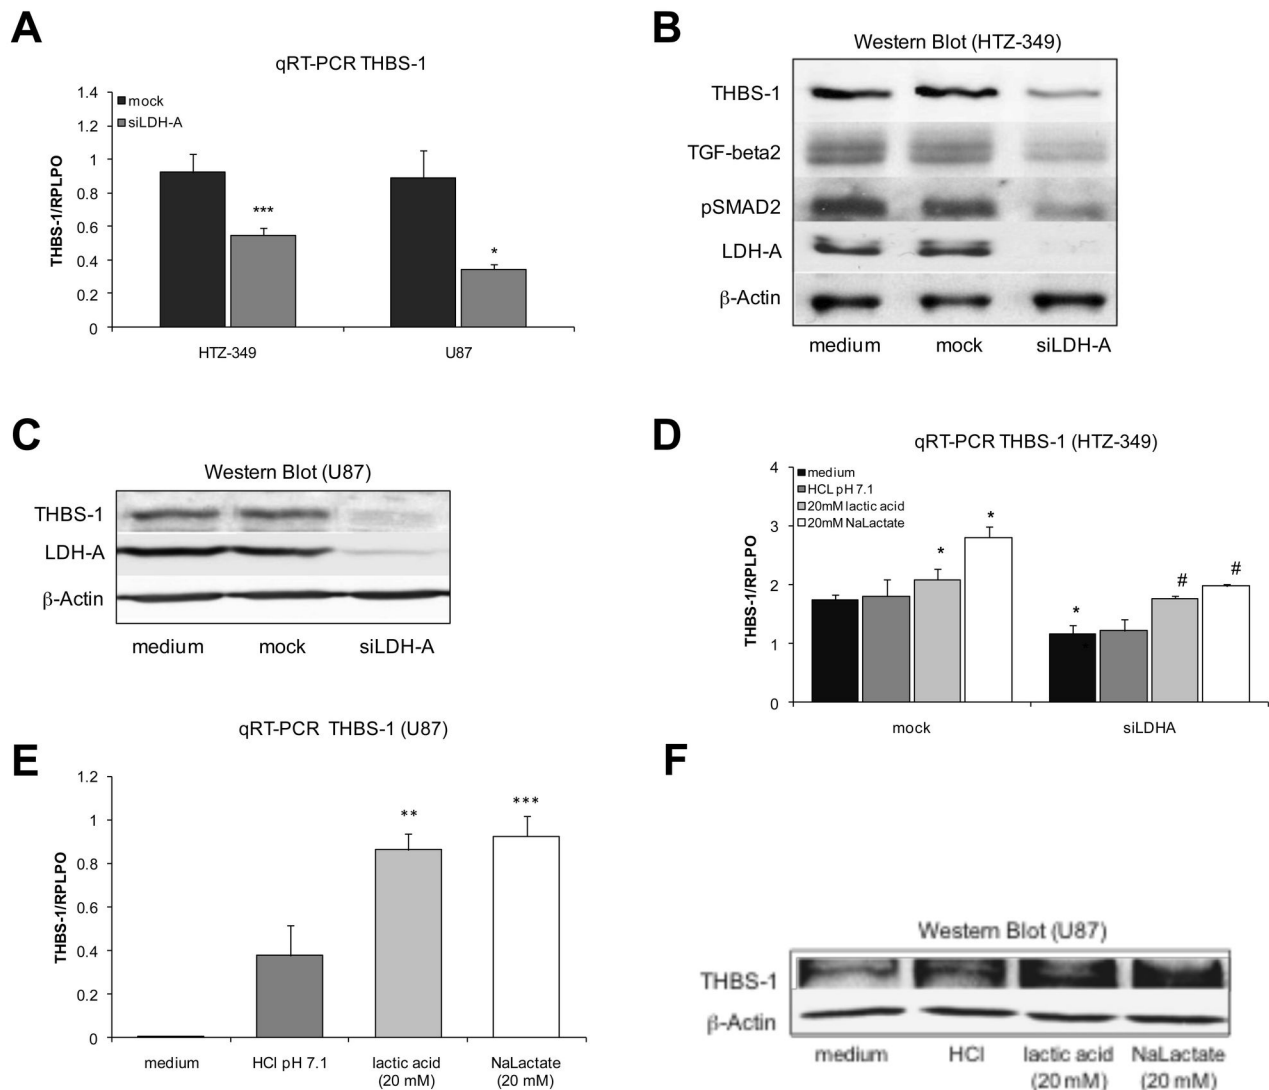 A
qRT-PCR THBS-1
THBS-1/RPLPO
1.4
1.2
1
0.8
0.6
0.4
0.2
0
mock
siLDH-A
***
*
HTZ-349
U87
B
Western Blot (HTZ-349)
THBS-1
TGF-beta2
pSMAD2
LDH-A
β-Actin
medium mock siLDH-A
C
Western Blot (U87)
THBS-1
LDH-A
β-Actin
medium mock siLDH-A
D
qRT-PCR THBS-1 (HTZ-349)
THBS-1/RPLPO
4
3
2
1
0
medium
HCL pH 7.1
20mM lactic acid
20mM NaLactate
*
*
*
#
#
mock
siLDHA
E
qRT-PCR THBS-1 (U87)
THBS-1/RPLPO
1.2
1
0.8
0.6
0.4
0.2
0
**
***
medium
HCl pH 7.1
lactic acid
(20 mM)
NaLactate
(20 mM)
F
Western Blot (U87)
THBS-1
β-Actin
medium
HCl
lactic acid
(20 mM)
NaLactate
(20 mM)